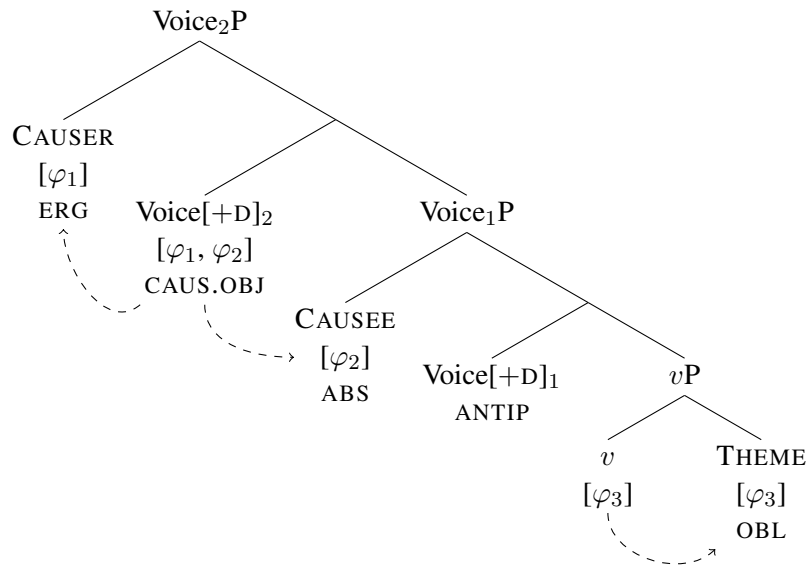 Voice₂P
CAUSER
[φ₁]
ERG
Voice[+D]₂
[φ₁, φ₂]
CAUS.OBJ
Voice₁P
CAUSEE
[φ₂]
ABS
Voice[+D]₁
ANTIP
vP
v
[φ₃]
THEME
[φ₃]
OBL